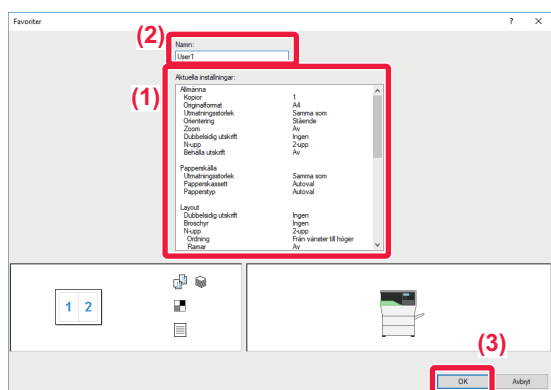 Favoriter ? ×
(2)
Namn:
User1
(1)
Aktuella inställningar:
Allmänna
Kopior 1
Originalformat A4
Utmatningsstorlek Samma som
Orientering Stående
Zoom Av
Dubbelsidig utskrift Ingen
N-upp 2-upp
Behålla utskrift Av
Papperskälla
Utmatningsstorlek Samma som
Papperskassett Autoval
Papperstyp Autoval
Layout
Dubbelsidig utskrift Ingen
Broschyr Ingen
N-upp 2-upp
Ordning Från vänster till höger
Ramar Av
1 2
(3)
OK Avbryt